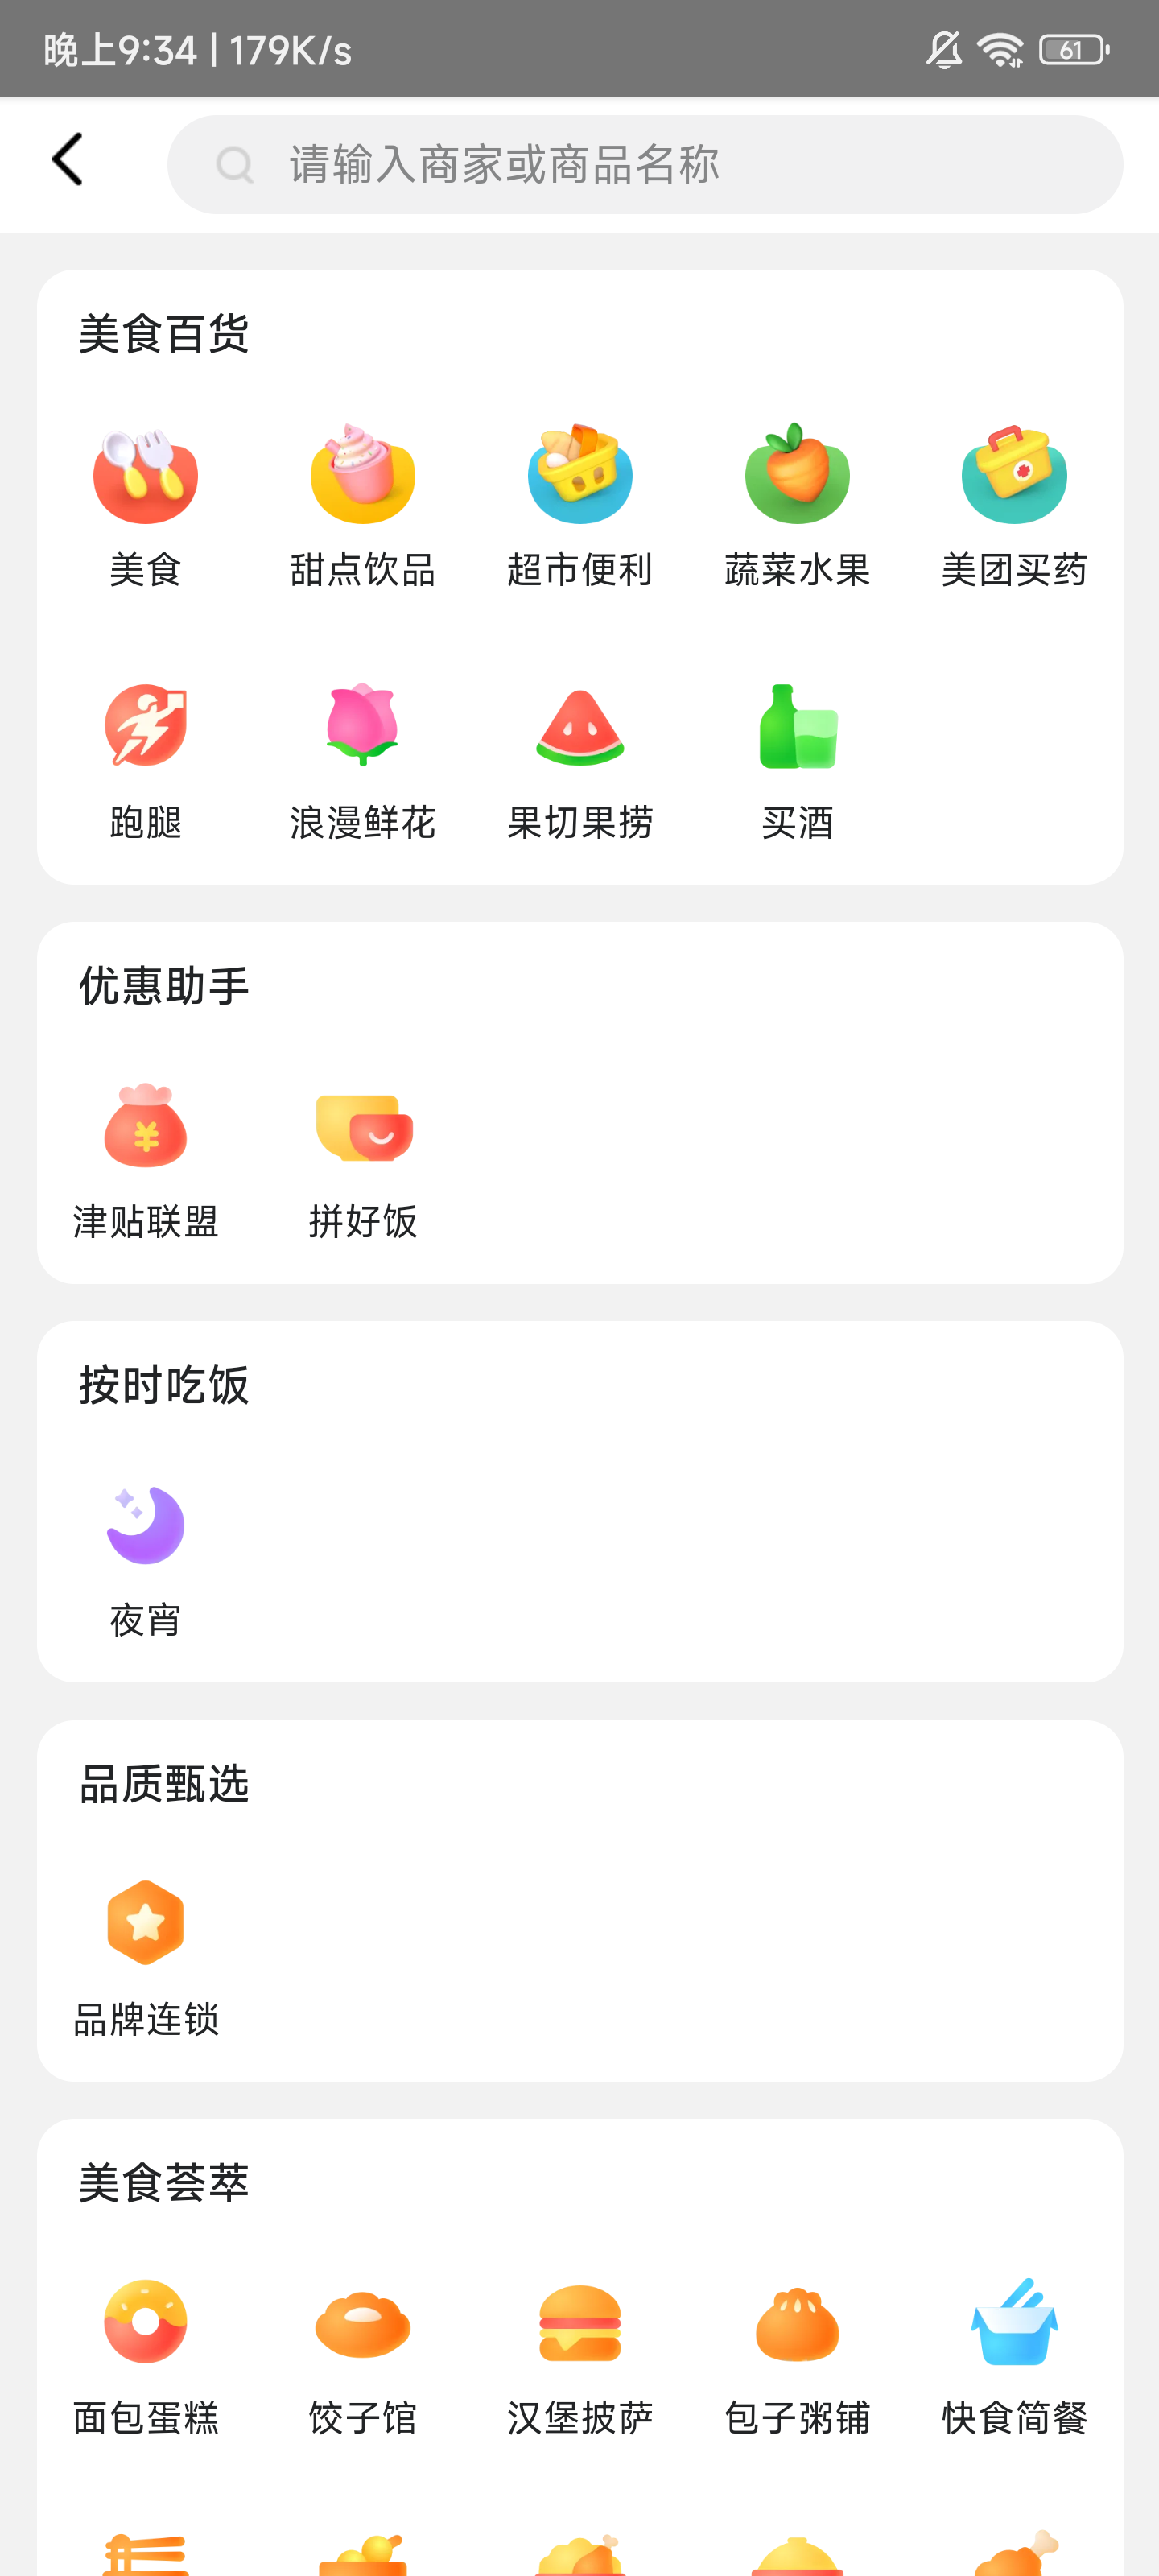 晚上9:34 | 179K/s
61
请输入商家或商品名称
美食百货
美食 甜点饮品 超市便利 蔬菜水果 美团买药
跑腿 浪漫鲜花 果切果捞 买酒
优惠助手
¥
津贴联盟 拼好饭
按时吃饭
夜宵
品质甄选
品牌连锁
美食荟萃
面包蛋糕 饺子馆 汉堡披萨 包子粥铺 快食简餐